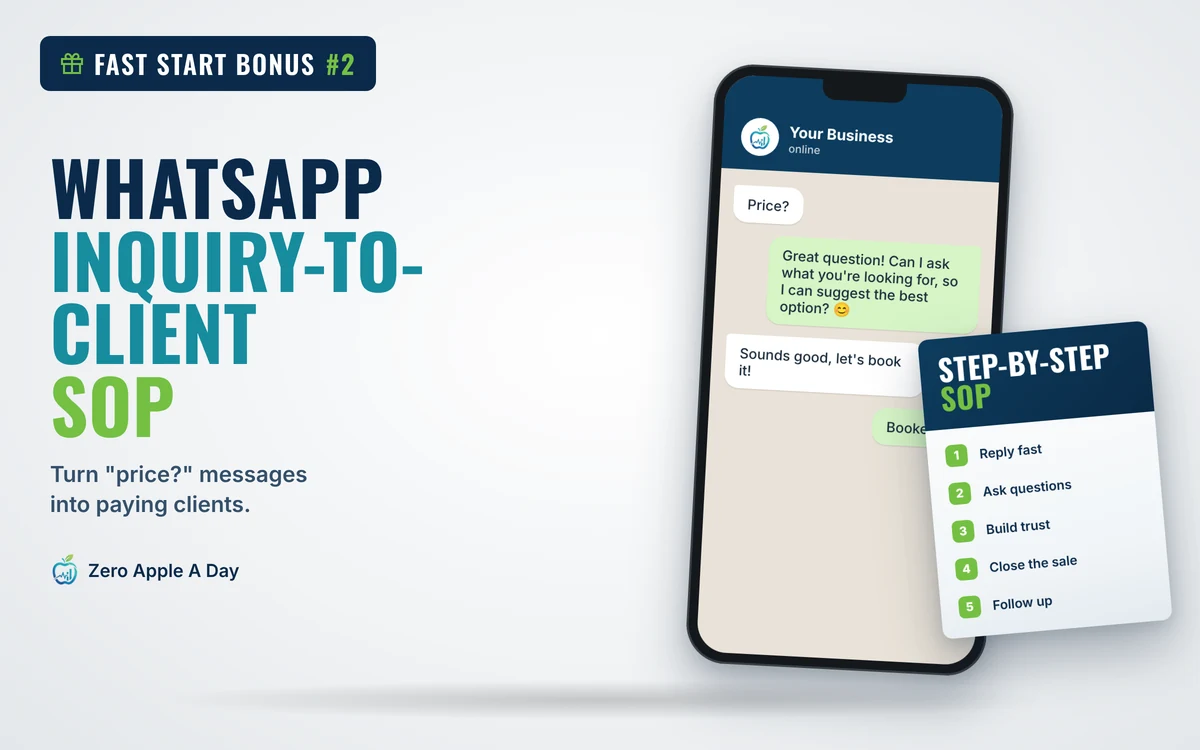 FAST START BONUS #2
WHATSAPP
INQUIRY-TO-
CLIENT
SOP
Turn "price?" messages
into paying clients.
Zero Apple A Day
Your Business
online
Price?
Great question! Can I ask
what you're looking for, so
I can suggest the best
option? 😊
Sounds good, let's book
it!
STEP-BY-STEP
SOP
1 Reply fast
2 Ask questions
3 Build trust
4 Close the sale
5 Follow up